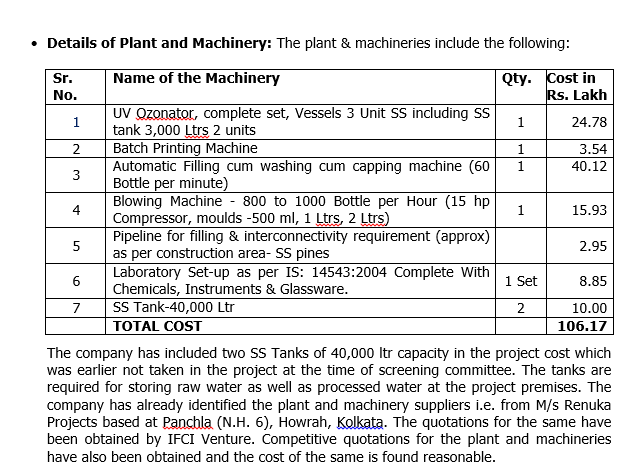 • Details of Plant and Machinery: The plant & machineries include the following:
Sr. No. Name of the Machinery Qty. Cost in Rs. Lakh
1 UV Ozonator, complete set, Vessels 3 Unit SS including SS tank 3,000 Ltrs 2 units 1 24.78
2 Batch Printing Machine 1 3.54
3 Automatic Filling cum washing cum capping machine (60 Bottle per minute) 1 40.12
4 Blowing Machine - 800 to 1000 Bottle per Hour (15 hp Compressor, moulds -500 ml, 1 Ltrs, 2 Ltrs) 1 15.93
5 Pipeline for filling & interconnectivity requirement (approx) as per construction area- SS pines 2.95
6 Laboratory Set-up as per IS: 14543:2004 Complete With Chemicals, Instruments & Glassware. 1 Set 8.85
7 SS Tank-40,000 Ltr 2 10.00
TOTAL COST 106.17
The company has included two SS Tanks of 40,000 ltr capacity in the project cost which
was earlier not taken in the project at the time of screening committee. The tanks are
required for storing raw water as well as processed water at the project premises. The
company has already identified the plant and machinery suppliers i.e. from M/s Renuka
Projects based at Panchla (N.H. 6), Howrah, Kolkata. The quotations for the same have
been obtained by IFCI Venture. Competitive quotations for the plant and machineries
have also been obtained and the cost of the same is found reasonable.